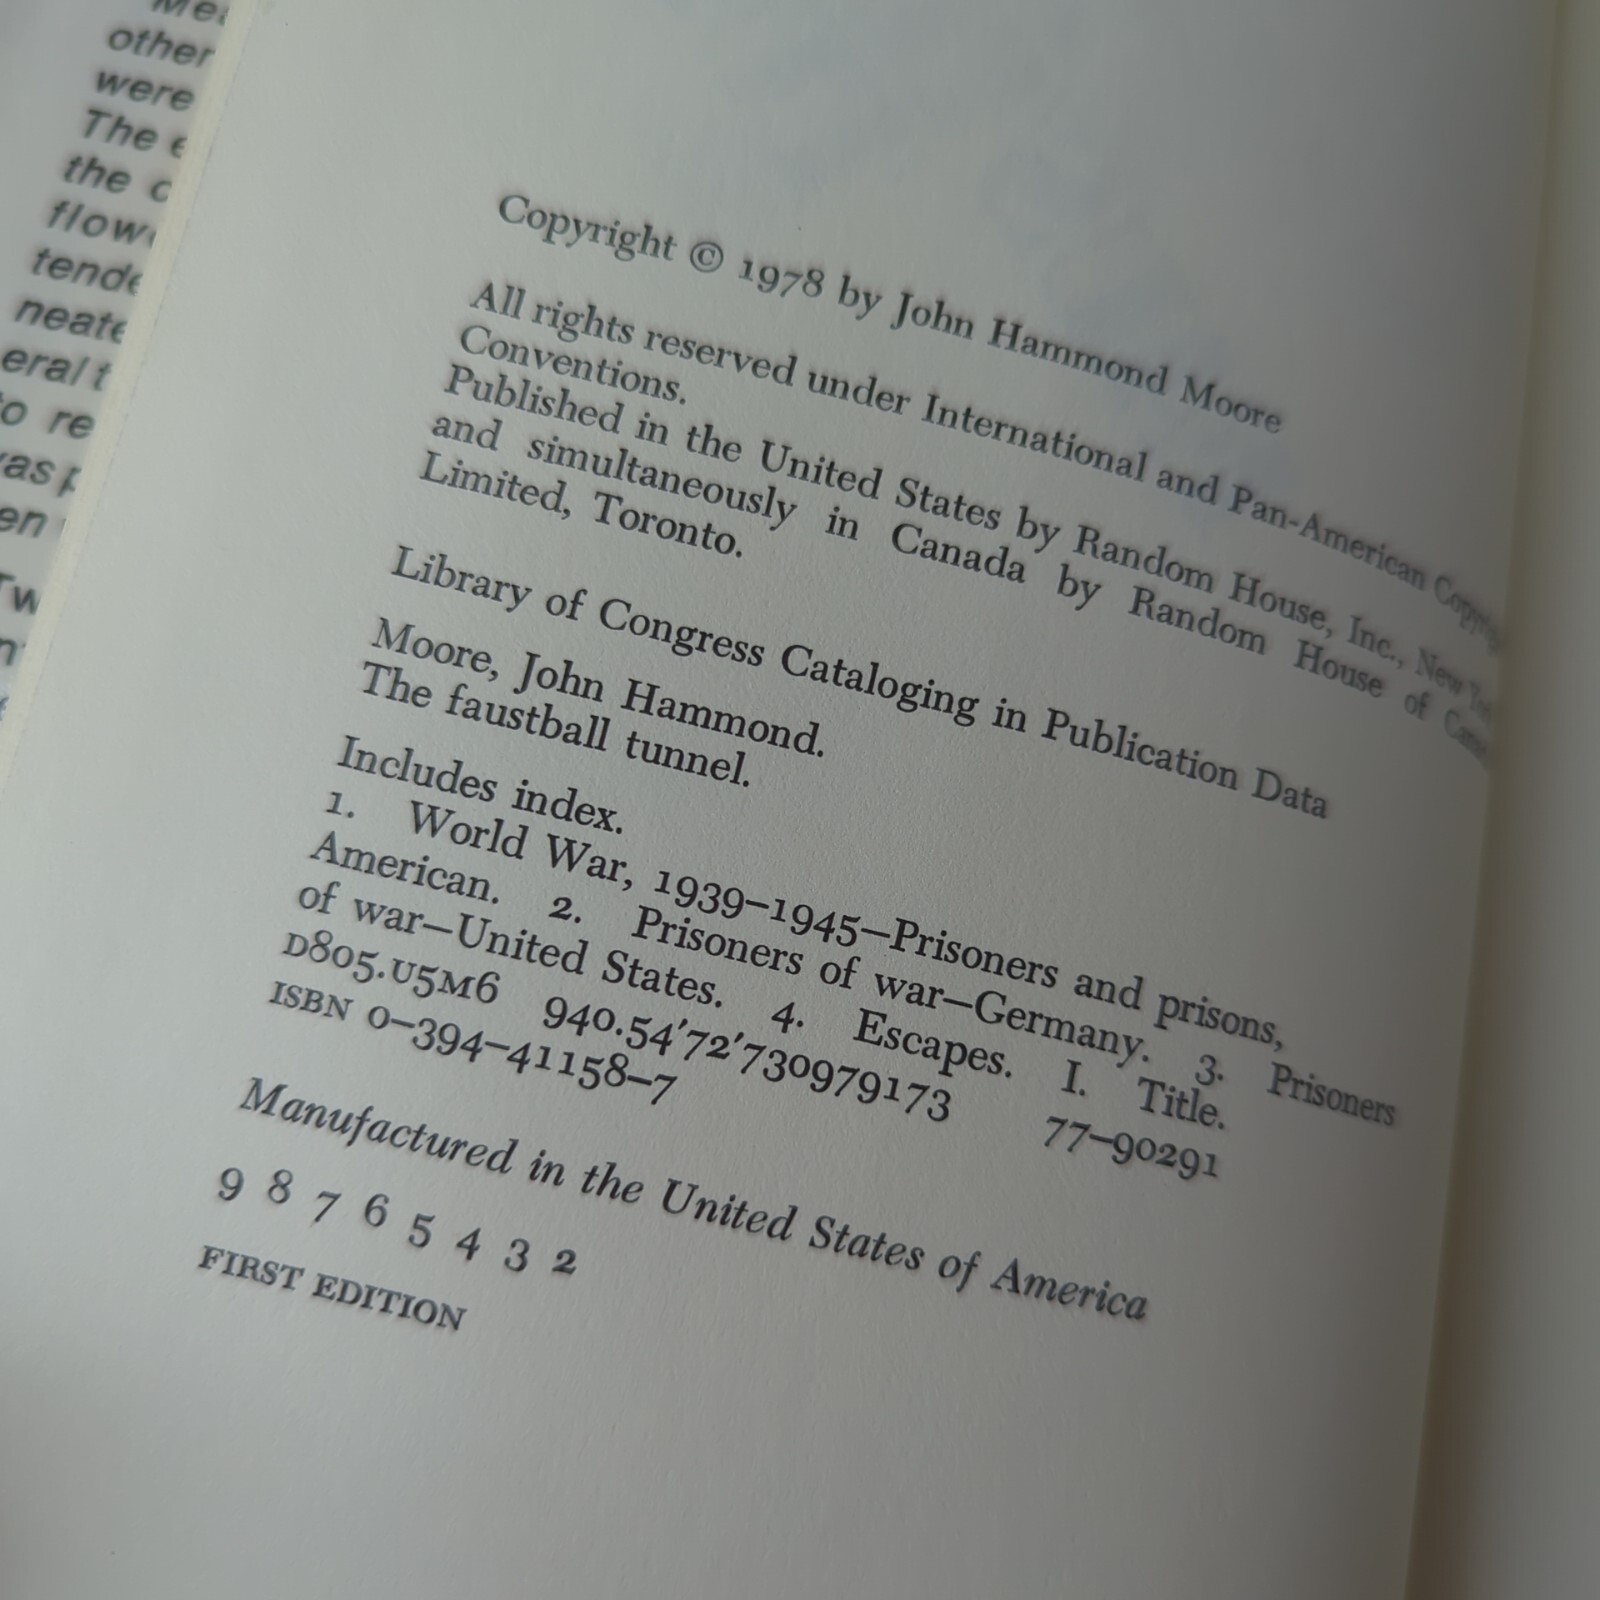 Copyright © 1978 by John Hammond Moore
All rights reserved under International and Pan-American
Conventions.
Published in the United States by Random House, Inc., New
and simultaneously in Canada by Random House of
Limited, Toronto.
Library of Congress Cataloging in Publication Data
Moore, John Hammond.
The faustball tunnel.
Includes index.
1. World War, 1939–1945—Prisoners and prisons,
American. 2. Prisoners of war—Germany. 3. Prisoners
of war—United States. 4. Escapes. I. Title.
D805.U5M6 940.54'72'730979173 77–90291
ISBN 0–394–41158–7
Manufactured in the United States of America
9 8 7 6 5 4 3 2
FIRST EDITION
other
were
The
the